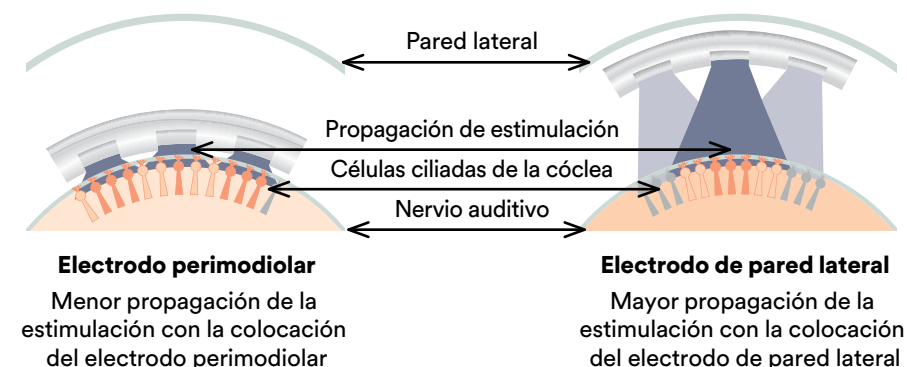 Pared lateral
Propagación de estimulación
Células ciliadas de la cóclea
Nervio auditivo
Electrodo perimodiolar
Menor propagación de la
estimulación con la colocación
del electrodo perimodiolar
Electrodo de pared lateral
Mayor propagación de la
estimulación con la colocación
del electrodo de pared lateral